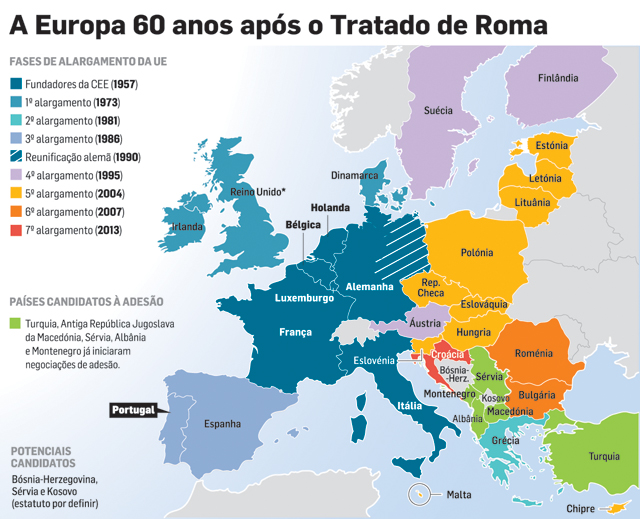 A Europa 60 anos após o Tratado de Roma
FASES DE ALARGAMENTO DA UE
Fundadores da CEE (1957)
1º alargamento (1973)
2º alargamento (1981)
3º alargamento (1986)
Reunificação alemã (1990)
4º alargamento (1995)
5º alargamento (2004)
6º alargamento (2007)
7º alargamento (2013)
PAÍSES CANDIDATOS À ADESÃO
Turquia, Antiga República Jugoslava
da Macedónia, Sérvia, Albânia
e Montenegro já iniciaram
negociações de adesão.
POTENCIAIS
CANDIDATOS
Bósnia-Herzegovina,
Sérvia e Kosovo
(estatuto por definir)
Finlândia
Suécia
Estónia
Letónia
Lituânia
Dinamarca
Reino Unido*
Irlanda
Holanda
Bélgica
Luxemburgo
Alemanha
Polónia
Rep.
Checa
Eslováquia
Áustria
Hungria
França
Eslovénia
Croácia
Roménia
Bósnia-
Herz.
Sérvia
Montenegro
Kosovo
Bulgária
Itália
Albânia
Macedónia
Portugal
Espanha
Grécia
Turquia
Malta
Chipre